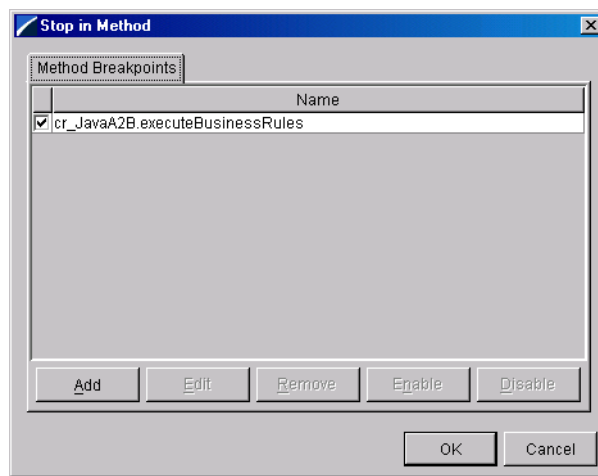 Stop in Method
Method Breakpoints
Name
cr_JavaA2B.executeBusinessRules
Add Edit Remove Enable Disable
OK Cancel